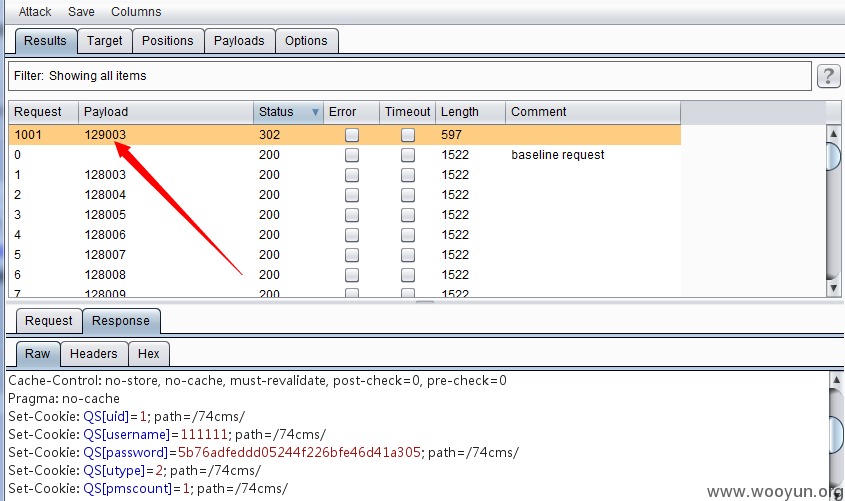 Attack Save Columns
Results Target Positions Payloads Options
Filter: Showing all items ?
Request Payload Status Error Timeout Length Comment
1001 129003 302 597
0 200 1522 baseline request
1 128003 200 1522
2 128004 200 1522
3 128005 200 1522
4 128006 200 1522
5 128007 200 1522
6 128008 200 1522
7 128009 200 1522
Request Response
Raw Headers Hex
Cache-Control: no-store, no-cache, must-revalidate, post-check=0, pre-check=0
Pragma: no-cache
Set-Cookie: QS[uid]=1; path=/74cms/
Set-Cookie: QS[username]=111111; path=/74cms/
Set-Cookie: QS[password]=5b76adfeddd05244f226bfe46d41a305; path=/74cms/
Set-Cookie: QS[utype]=2; path=/74cms/
Set-Cookie: QS[pmscount]=1; path=/74cms/
www.wooyun.org